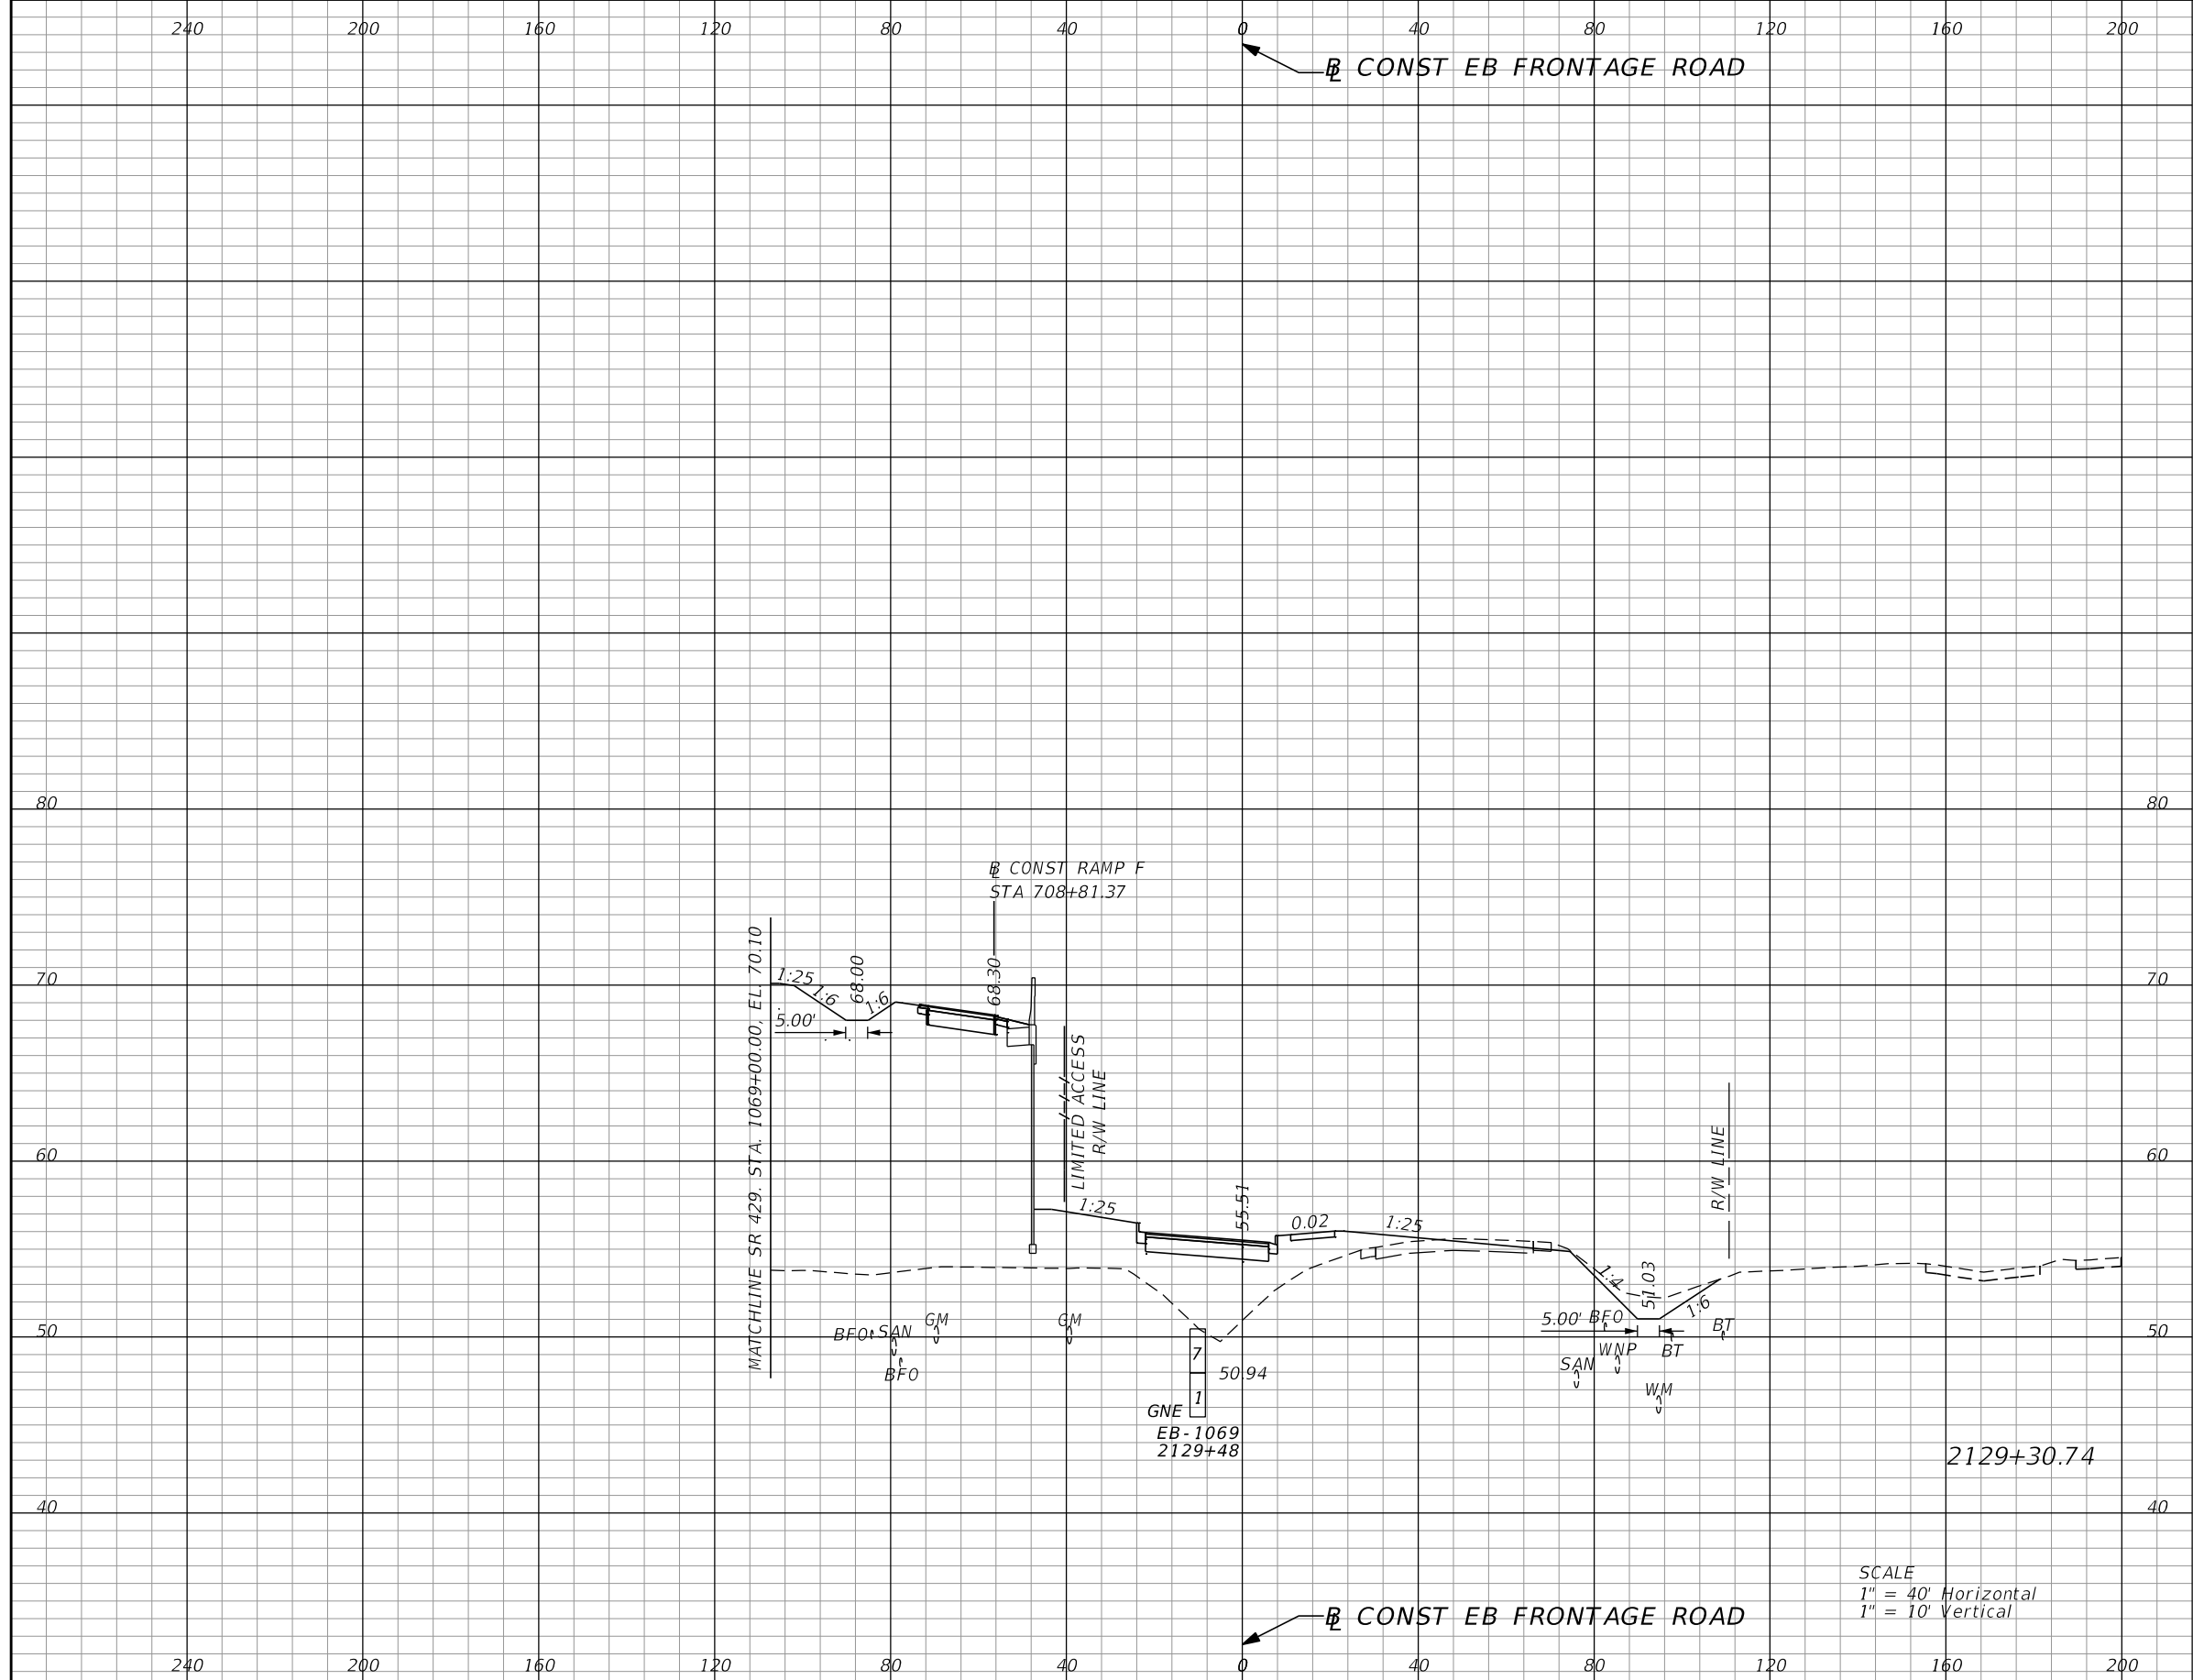 240 200 160 120 80 40 0 40 80 120 160 200
BL CONST EB FRONTAGE ROAD
80 80
BL CONST RAMP F
STA 708+81.37
70 70
MATCHLINE SR 429. STA. 1069+00.00, EL. 70.10
1:25
1:6
68.00
1:6
68.30
5.00'
LIMITED ACCESS
R/W LINE
R/W LINE
60 60
1:25
55.51
0.02
1:25
1:4
51.03
1:6
5.00' BFO
BT
GM
GM
BFO
SAN
BFO
50 50
WNP
BT
SAN
WM
7
50.94
1
GNE
EB-1069
2129+48
2129+30.74
40 40
SCALE
1" = 40' Horizontal
1" = 10' Vertical
BL CONST EB FRONTAGE ROAD
240 200 160 120 80 40 0 40 80 120 160 200